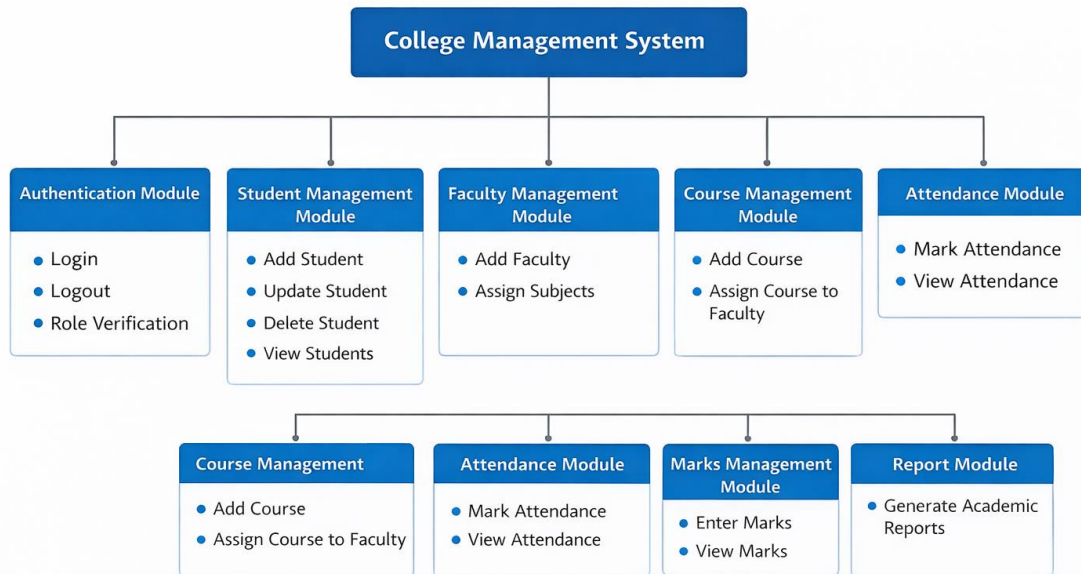 College Management System
Authentication Module
• Login
• Logout
• Role Verification
Student Management
Module
• Add Student
• Update Student
• Delete Student
• View Students
Faculty Management
Module
• Add Faculty
• Assign Subjects
Course Management
Module
• Add Course
• Assign Course to
Faculty
Attendance Module
• Mark Attendance
• View Attendance
Course Management
• Add Course
• Assign Course to Faculty
Attendance Module
• Mark Attendance
• View Attendance
Marks Management
Module
• Enter Marks
• View Marks
Report Module
• Generate Academic
Reports